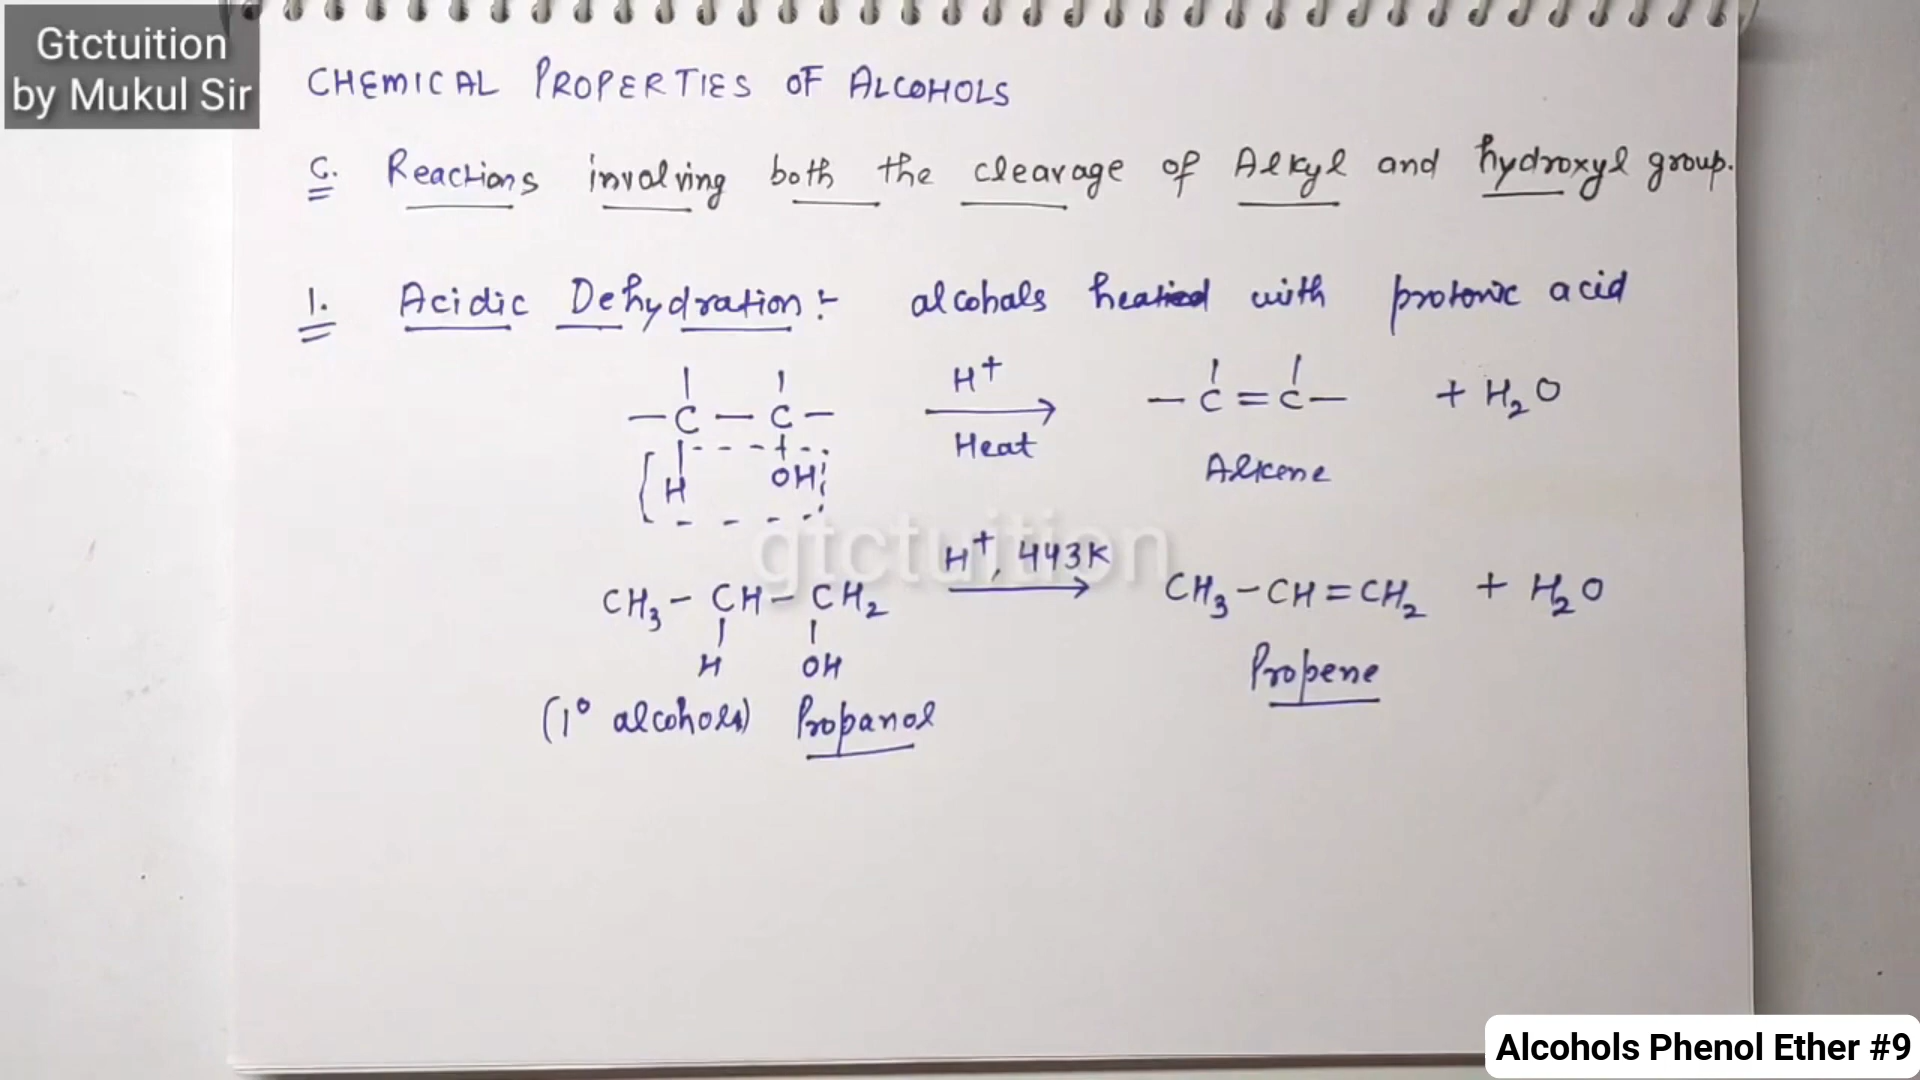 Gtctuition
by Mukul Sir
CHEMICAL PROPERTIES OF ALCOHOLS
C. Reactions involving both the cleavage of Alkyl and hydroxyl group.
1. Acidic Dehydration:- alcohals heated with protonic acid
| | H+ | |
— C — C — → — C = C — + H2O
| | Heat Alkene
H OH
gtctuition
H+, 443K
CH3 – CH – CH2 → CH3 – CH = CH2 + H2O
| |
H OH Propene
(1° alcohols) Propanol
Alcohols Phenol Ether #9